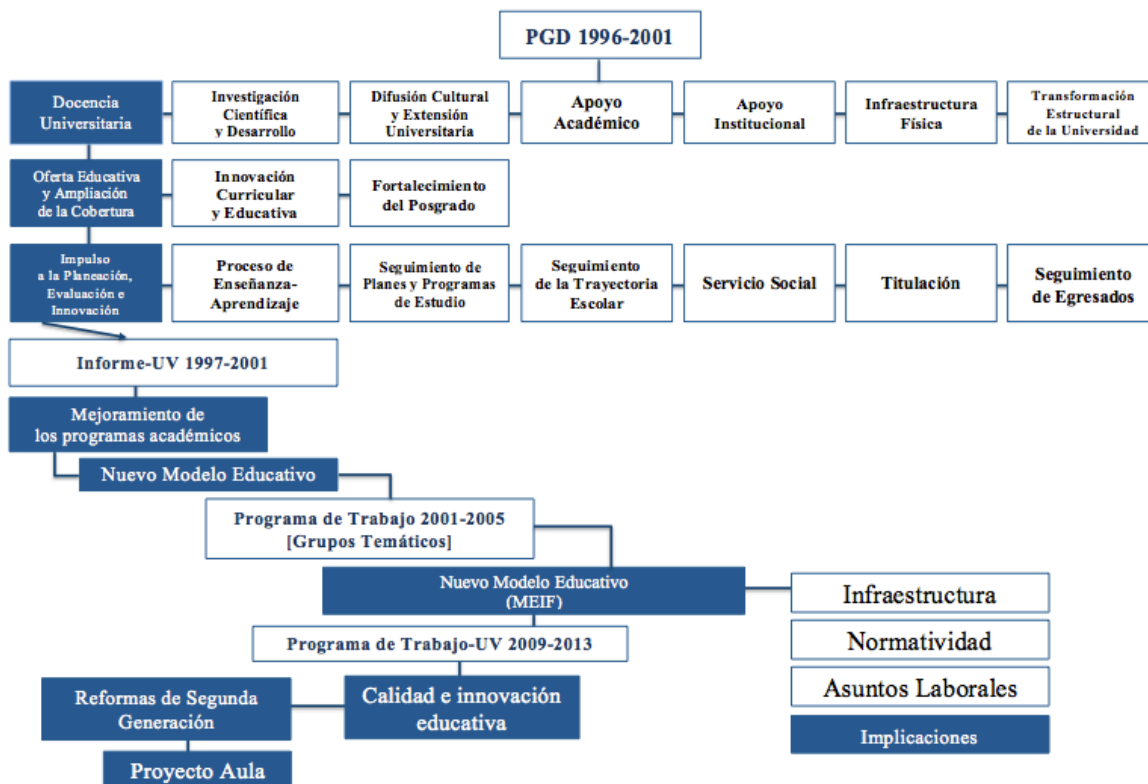 PGD 1996-2001
Docencia
Universitaria
Investigación
Científica
y Desarrollo
Difusión Cultural
y Extensión
Universitaria
Apoyo
Académico
Apoyo
Institucional
Infraestructura
Física
Transformación
Estructural
de la Universidad
Oferta Educativa
y Ampliación
de la Cobertura
Innovación
Curricular
y Educativa
Fortalecimiento
del Posgrado
Impulso
a la Planeación,
Evaluación e
Innovación
Proceso de
Enseñanza-
Aprendizaje
Seguimiento de
Planes y Programas
de Estudio
Seguimiento
de la Trayectoria
Escolar
Servicio Social
Titulación
Seguimiento
de Egresados
Informe-UV 1997-2001
Mejoramiento de
los programas académicos
Nuevo Modelo Educativo
Programa de Trabajo 2001-2005
[Grupos Temáticos]
Nuevo Modelo Educativo
(MEIF)
Infraestructura
Normatividad
Asuntos Laborales
Implicaciones
Programa de Trabajo-UV 2009-2013
Calidad e innovación
educativa
Reformas de Segunda
Generación
Proyecto Aula